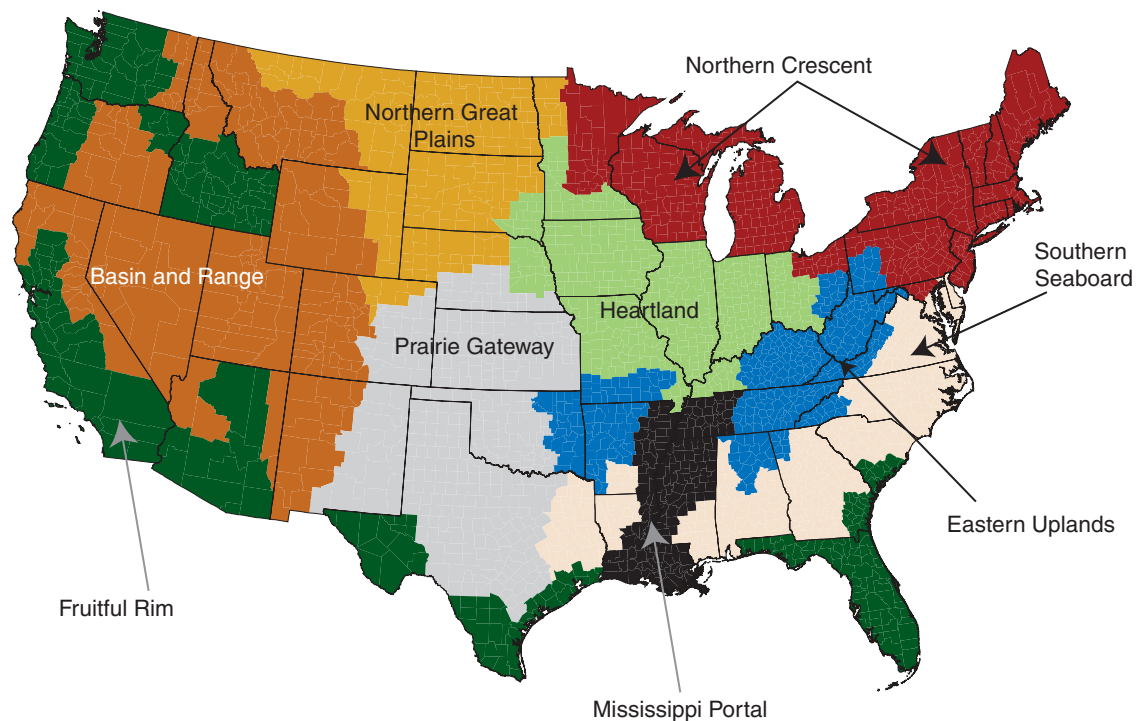 Northern Crescent
Northern Great
Plains
Southern
Seaboard
Basin and Range
Heartland
Prairie Gateway
Eastern Uplands
Fruitful Rim
Mississippi Portal